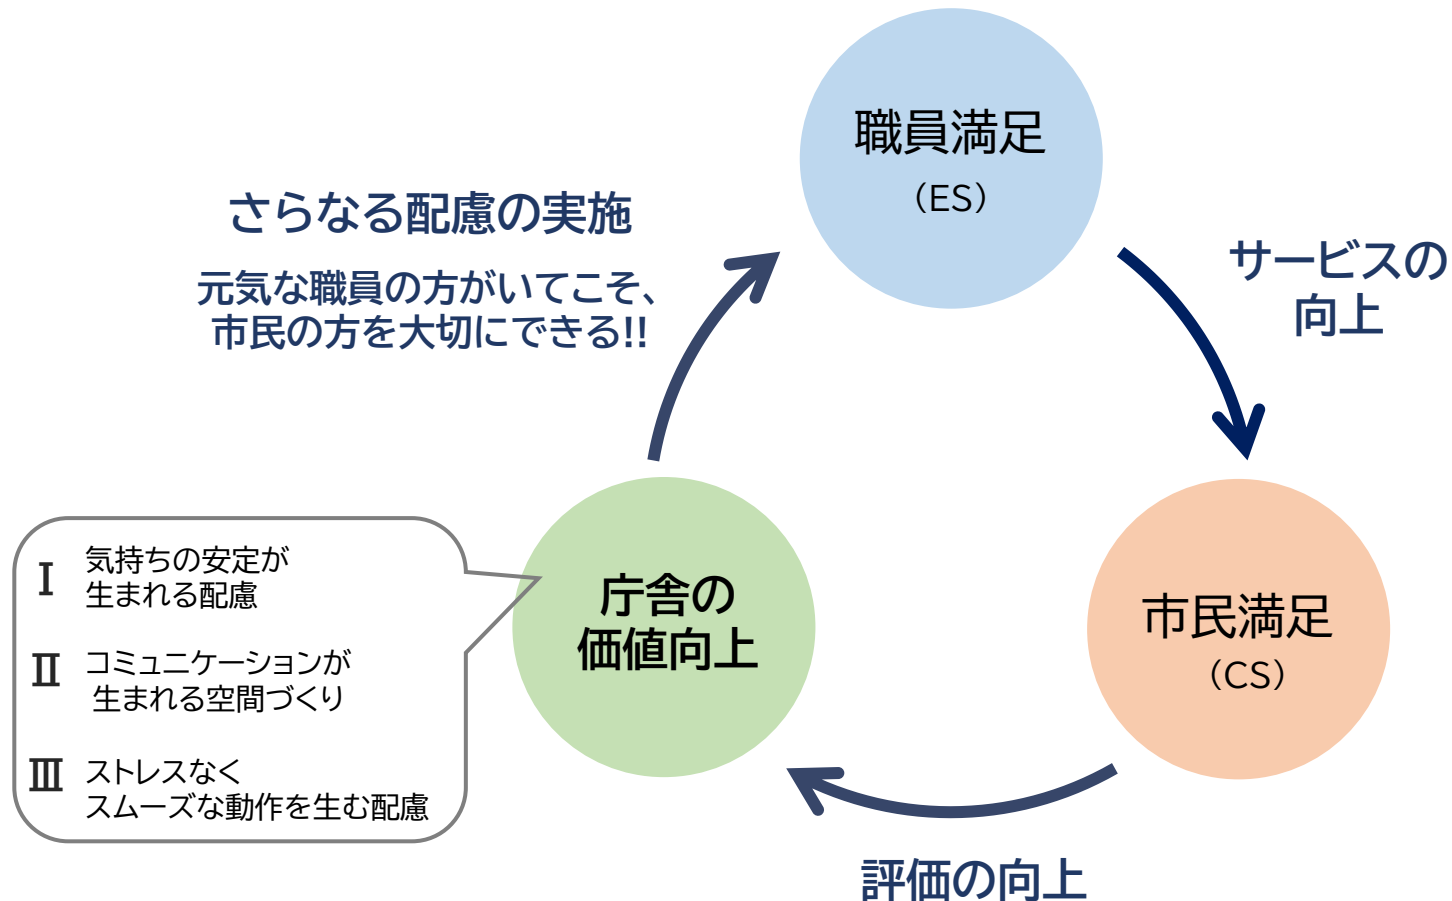 職員満足
（ES）
さらなる配慮の実施
元気な職員の方がいてこそ、
市民の方を大切にできる!!
サービスの
向上
Ⅰ 気持ちの安定が
生まれる配慮
Ⅱ コミュニケーションが
生まれる空間づくり
Ⅲ ストレスなく
スムーズな動作を生む配慮
庁舎の
価値向上
市民満足
（CS）
評価の向上